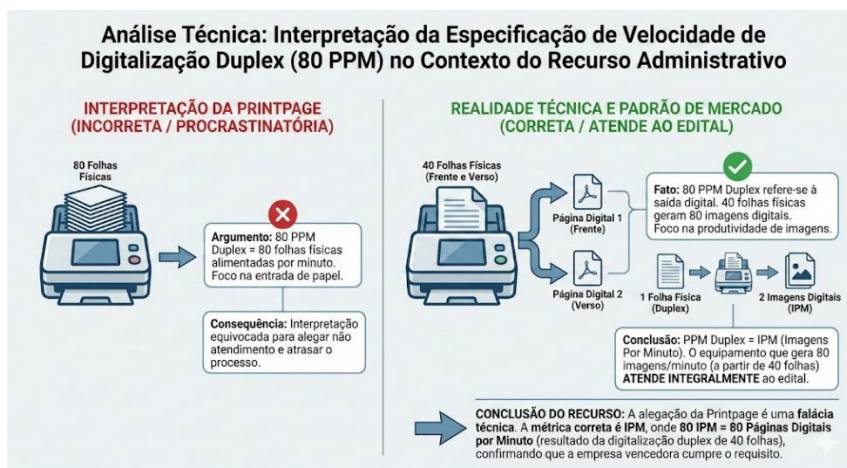 Análise Técnica: Interpretação da Especificação de Velocidade de
Digitalização Duplex (80 PPM) no Contexto do Recurso Administrativo
INTERPRETAÇÃO DA PRINTPAGE
(INCORRETA / PROCRASTINATÓRIA)
80 Folhas
Físicas
Argumento: 80 PPM
Duplex = 80 folhas físicas
alimentadas por minuto.
Foco na entrada de papel.
Consequência: Interpretação
equivocada para alegar não
atendimento e atrasar o
processo.
REALIDADE TÉCNICA E PADRÃO DE MERCADO
(CORRETA / ATENDE AO EDITAL)
40 Folhas Físicas
(Frente e Verso)
Página Digital 1
(Frente)
Página Digital 2
(Verso)
Fato: 80 PPM Duplex refere-se à
saída digital. 40 folhas físicas
geram 80 imagens digitais.
Foco na produtividade de imagens.
1 Folha Física
(Duplex)
2 Imagens Digitais
(IPM)
Conclusão: PPM Duplex = IPM (Imagens
Por Minuto). O equipamento que gera 80
imagens/minuto (a partir de 40 folhas)
ATENDE INTEGRALMENTE ao edital.
CONCLUSÃO DO RECURSO: A alegação da Printpage é uma falácia
técnica. A métrica correta é IPM, onde 80 IPM = 80 Páginas Digitais
por Minuto (resultado da digitalização duplex de 40 folhas),
confirmando que a empresa vencedora cumpre o requisito.